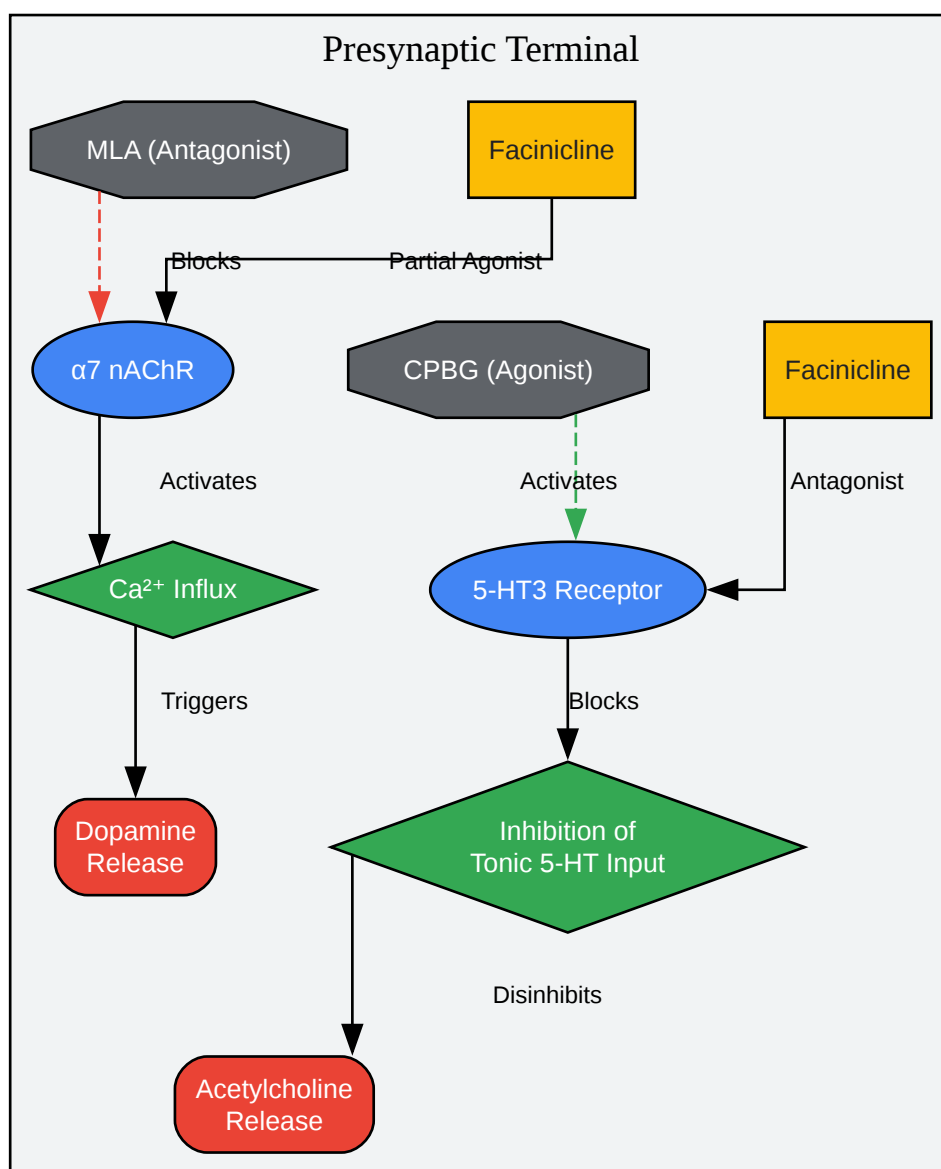 Presynaptic Terminal
MLA (Antagonist)
Facinicline
Blocks
Partial Agonist
α7 nAChR
CPBG (Agonist)
Facinicline
Activates
Activates
Antagonist
Ca²⁺ Influx
5-HT3 Receptor
Triggers
Blocks
Dopamine
Release
Inhibition of
Tonic 5-HT Input
Disinhibits
Acetylcholine
Release